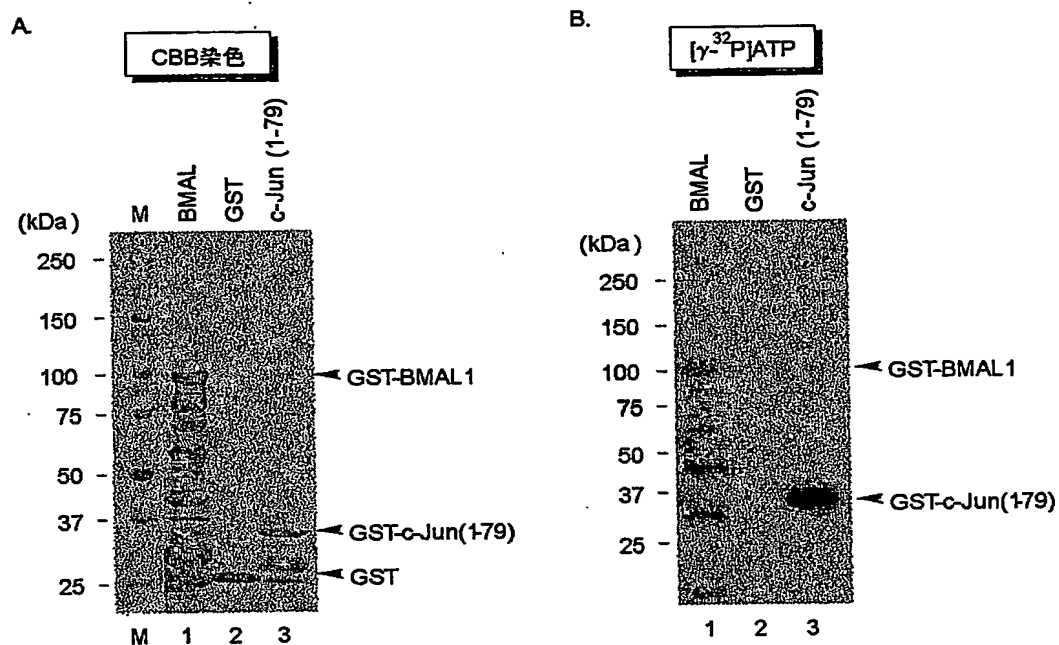 A.
CBB染色
(kDa)
M
BMAL
GST
c-Jun (1-79)
250
150
100
75
50
37
25
GST-BMAL1
GST-c-Jun(1-79)
GST
M 1 2 3
B.
[γ-32P]ATP
(kDa)
BMAL
GST
c-Jun (1-79)
250
150
100
75
50
37
25
GST-BMAL1
GST-c-Jun(1-79)
1 2 3